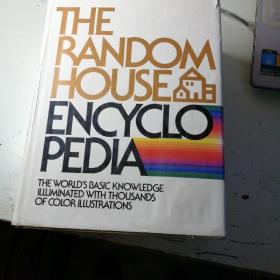 THE
RANDOM
HOUSE
ENCYCLO
PEDIA
THE WORLD'S BASIC KNOWLEDGE
ILLUMINATED WITH THOUSANDS
OF COLOR ILLUSTRATIONS